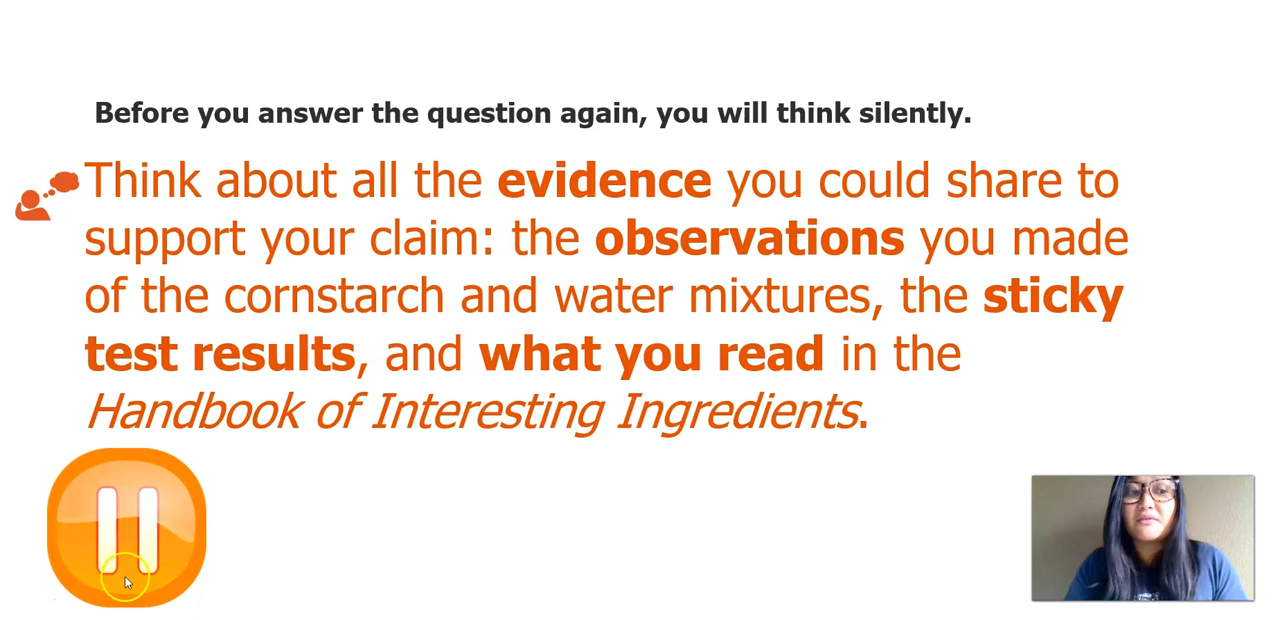 Before you answer the question again, you will think silently.
Think about all the evidence you could share to
support your claim: the observations you made
of the cornstarch and water mixtures, the sticky
test results, and what you read in the
Handbook of Interesting Ingredients.